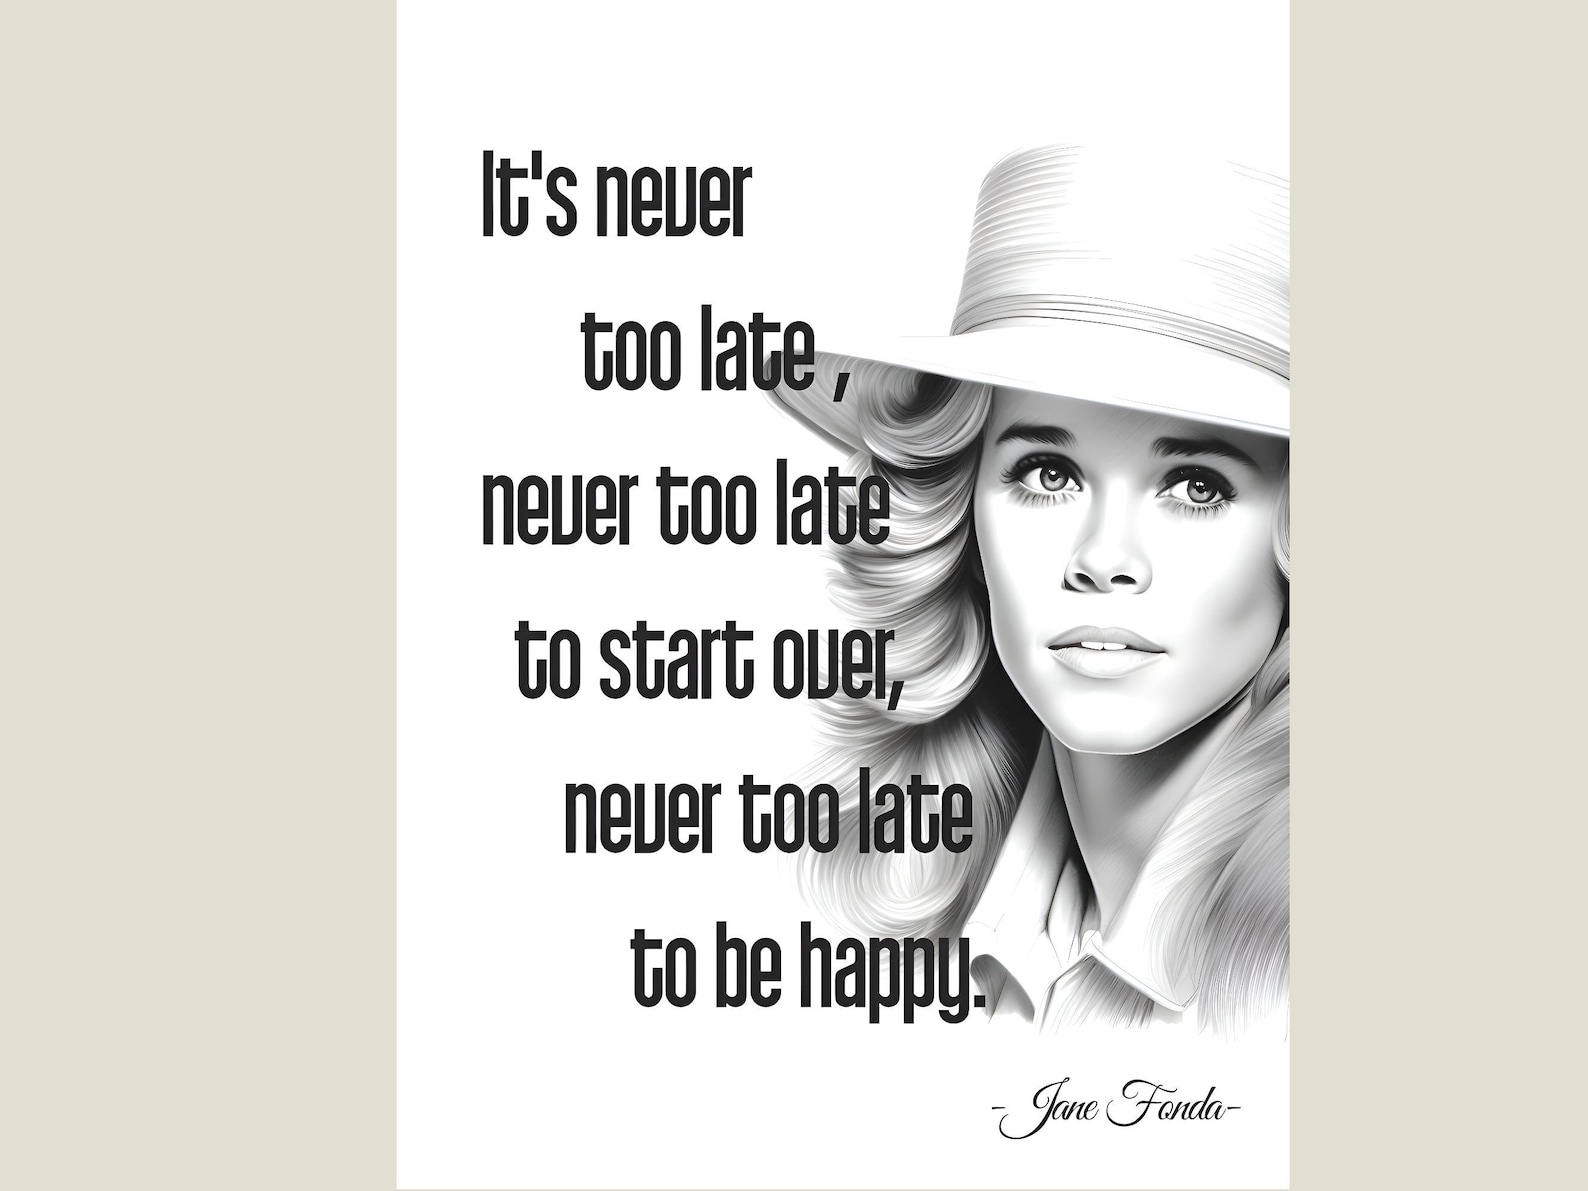 It's never
too late ,
never too late
to start over,
never too late
to be happy.
- Jane Fonda-